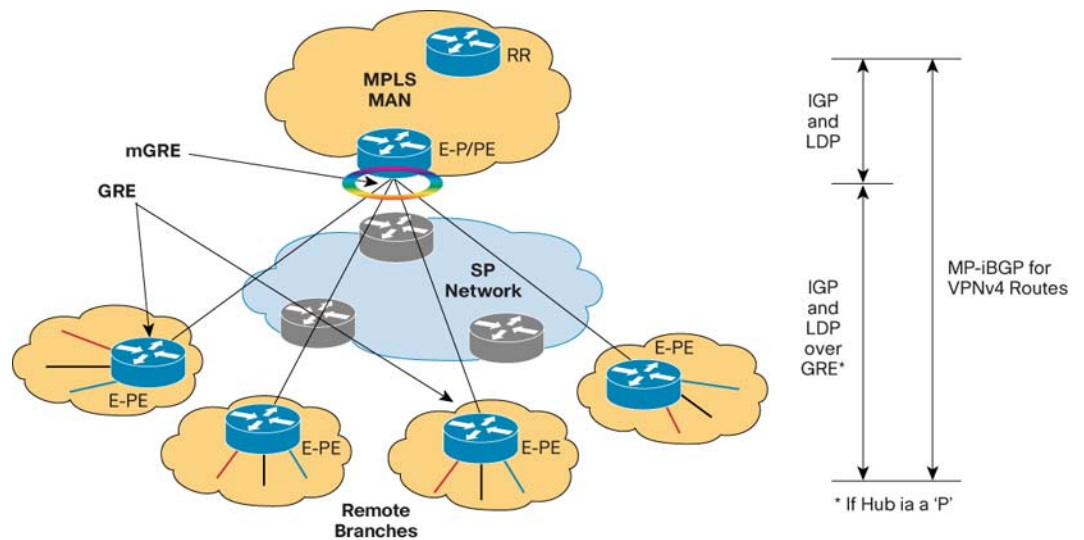 RR
MPLS
MAN
E-P/PE
mGRE
GRE
SP
Network
E-PE
E-PE
E-PE
E-PE
Remote
Branches
IGP
and
LDP
IGP
and
LDP
over
GRE*
MP-iBGP for
VPNv4 Routes
* If Hub ia a 'P'